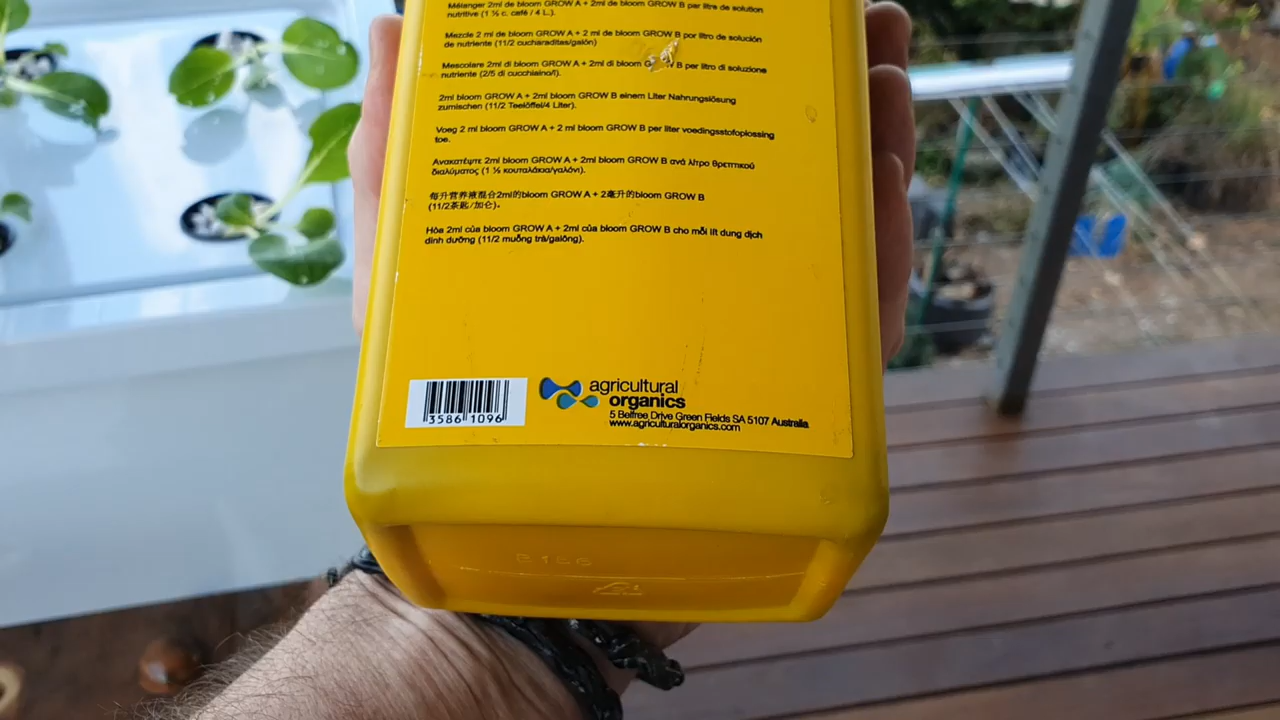 Mélanger 2ml de bloom GROW A + 2ml de bloom GROW B per litre de solution
nutritive (1 ½ c. café / 4 L.).
Mezcle 2 ml de bloom GROW A + 2 ml de bloom GROW B por litro de solución
de nutriente (11/2 cucharaditas/galón)
Mescolare 2ml di bloom GROW A + 2ml di bloom B per litro di soluzione
nutriente (2/5 di cucchiaino/l).
2ml bloom GROW A + 2ml bloom GROW B einem Liter Nahrungslösung
zumischen (11/2 Teelöffel/4 Liter).
Voeg 2 ml bloom GROW A + 2 ml bloom GROW B per liter voedingsstofoplossing
toe.
Ανακατέψτε 2ml bloom GROW A + 2ml bloom GROW B ανά λίτρο θρεπτικού
διαλύματος (1 ½ κουταλάκια/γαλόνι).
每升营养液混合2ml的bloom GROW A + 2毫升的bloom GROW B
(11/2茶匙/加仑)。
Hòa 2ml của bloom GROW A + 2ml của bloom GROW B cho mỗi lít dung dịch
dinh dưỡng (11/2 muỗng trà/galông).
3586 1096
agricultural
organics
5 Belfree Drive Green Fields SA 5107 Australia
www.agriculturalorganics.com